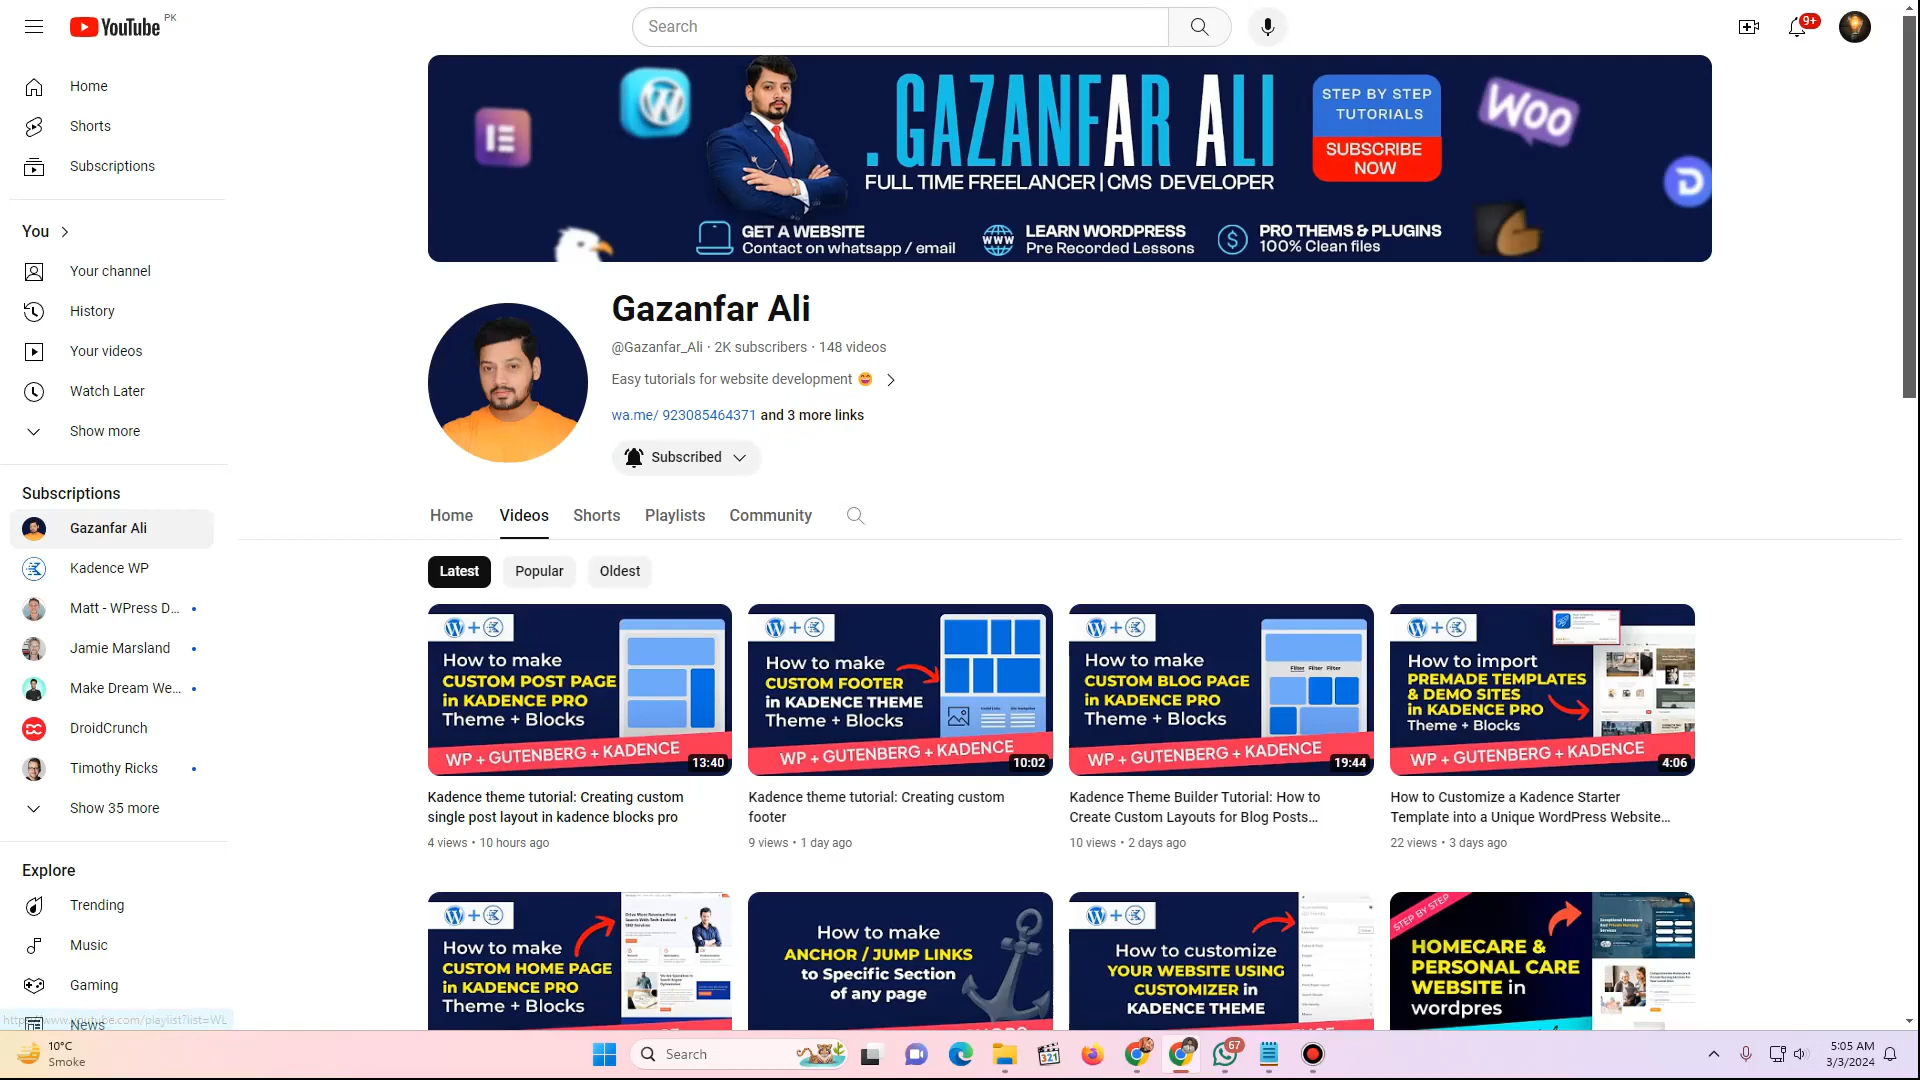 YouTube PK
Search
9+
Home
Shorts
Subscriptions
You
Your channel
History
Your videos
Watch Later
Show more
Subscriptions
Gazanfar Ali
Kadence WP
Matt - WPress D...
Jamie Marsland
Make Dream We...
DroidCrunch
Timothy Ricks
Show 35 more
Explore
Trending
Music
Gaming
News
.GAZANFAR ALI
FULL TIME FREELANCER | CMS DEVELOPER
STEP BY STEP
TUTORIALS
SUBSCRIBE
NOW
WOO
GET A WEBSITE
Contact on whatsapp / email
WWW
LEARN WORDPRESS
Pre Recorded Lessons
$
PRO THEMS & PLUGINS
100% Clean files
Gazanfar Ali
@Gazanfar_Ali · 2K subscribers · 148 videos
Easy tutorials for website development 😄
wa.me/ 923085464371 and 3 more links
Subscribed
Home Videos Shorts Playlists Community
Latest Popular Oldest
How to make
CUSTOM POST PAGE
in KADENCE PRO
Theme + Blocks
WP + GUTENBERG + KADENCE
13:40
Kadence theme tutorial: Creating custom
single post layout in kadence blocks pro
4 views • 10 hours ago
How to make
CUSTOM FOOTER
in KADENCE THEME
Theme + Blocks
WP + GUTENBERG + KADENCE
10:02
Kadence theme tutorial: Creating custom
footer
9 views • 1 day ago
How to make
CUSTOM BLOG PAGE
in KADENCE PRO
Theme + Blocks
Filter Filter Filter
WP + GUTENBERG + KADENCE
19:44
Kadence Theme Builder Tutorial: How to
Create Custom Layouts for Blog Posts...
10 views • 2 days ago
How to import
PREMADE TEMPLATES
& DEMO SITES
in KADENCE PRO
Theme + Blocks
WP + GUTENBERG + KADENCE
4:06
How to Customize a Kadence Starter
Template into a Unique WordPress Website...
22 views • 3 days ago
How to make
CUSTOM HOME PAGE
in KADENCE PRO
Theme + Blocks
How to make
ANCHOR / JUMP LINKS
to Specific Section
of any page
How to customize
YOUR WEBSITE USING
CUSTOMIZER in
KADENCE THEME
STEP BY STEP
HOMECARE &
PERSONAL CARE
WEBSITE in
wordpres
https://www.youtube.com/playlist?list=WL
10°C
Smoke
Search
67
5:05 AM
3/3/2024